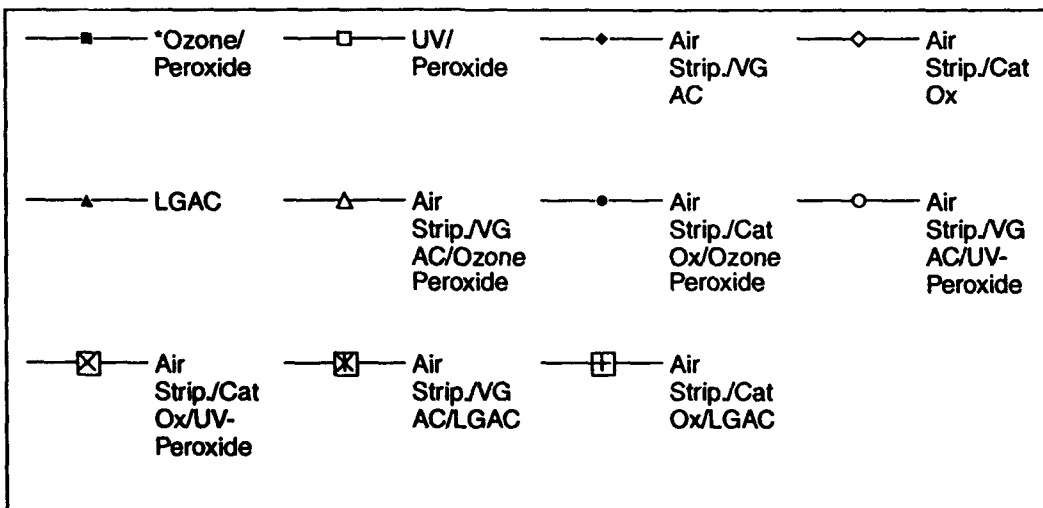 *Ozone/
Peroxide
UV/
Peroxide
Air
Strip./VG
AC
Air
Strip./Cat
Ox
LGAC
Air
Strip./VG
AC/Ozone
Peroxide
Air
Strip./Cat
Ox/Ozone
Peroxide
Air
Strip./VG
AC/UV-
Peroxide
Air
Strip./Cat
Ox/UV-
Peroxide
Air
Strip./VG
AC/LGAC
Air
Strip./Cat
Ox/LGAC